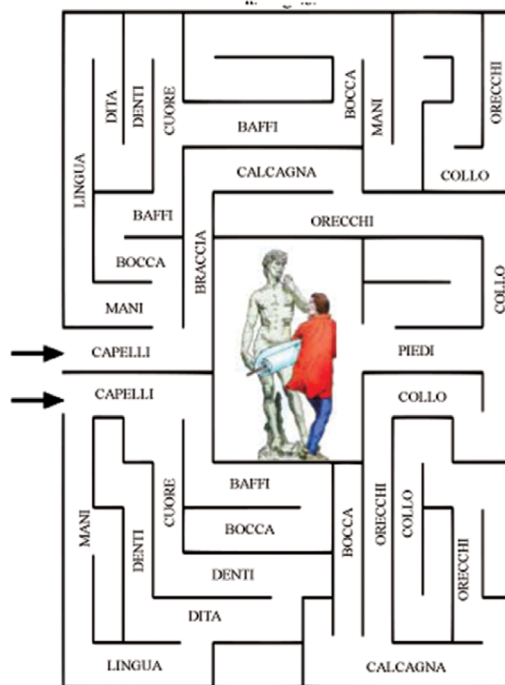 DITA
DENTI
CUORE
BOCCA
MANI
ORECCHI
BAFFI
LINGUA
CALCAGNA
COLLO
BAFFI
BRACCIA
ORECCHI
BOCCA
COLLO
MANI
CAPELLI
PIEDI
CAPELLI
COLLO
BAFFI
MANI
DENTI
CUORE
BOCCA
BOCCA
ORECCHI
COLLO
ORECCHI
DENTI
DITA
LINGUA
CALCAGNA